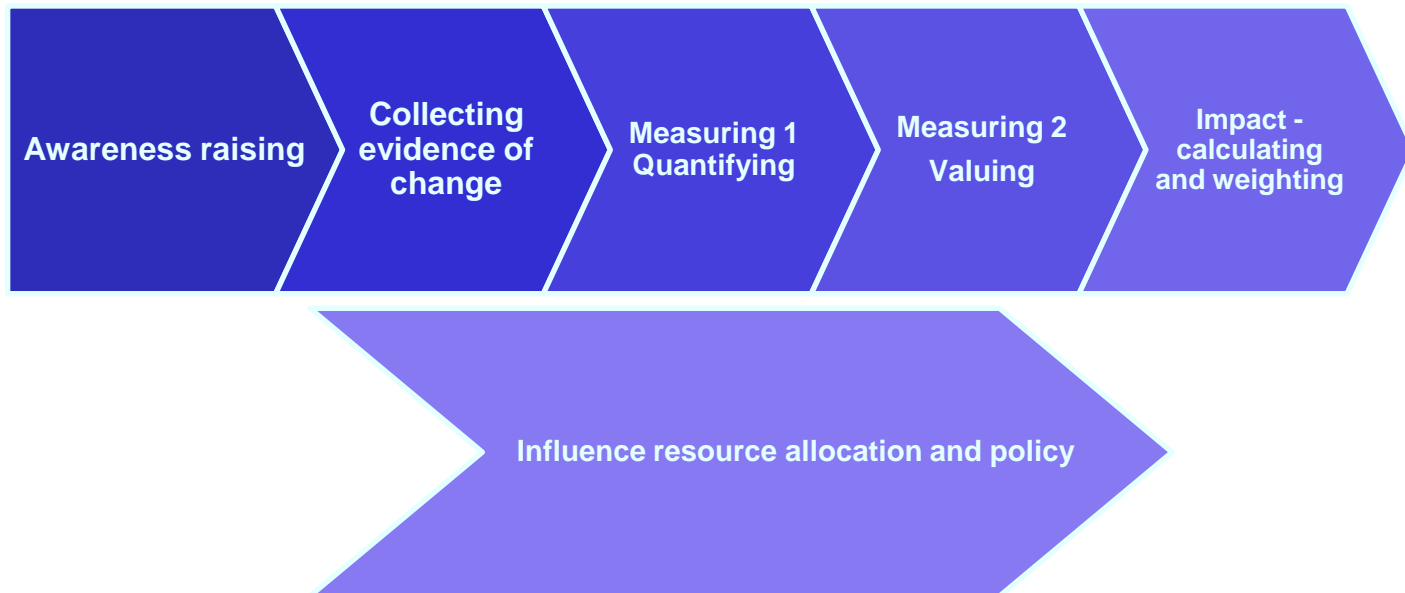 Awareness raising
Collecting
evidence of
change
Measuring 1
Quantifying
Measuring 2
Valuing
Impact -
calculating
and weighting
Influence resource allocation and policy